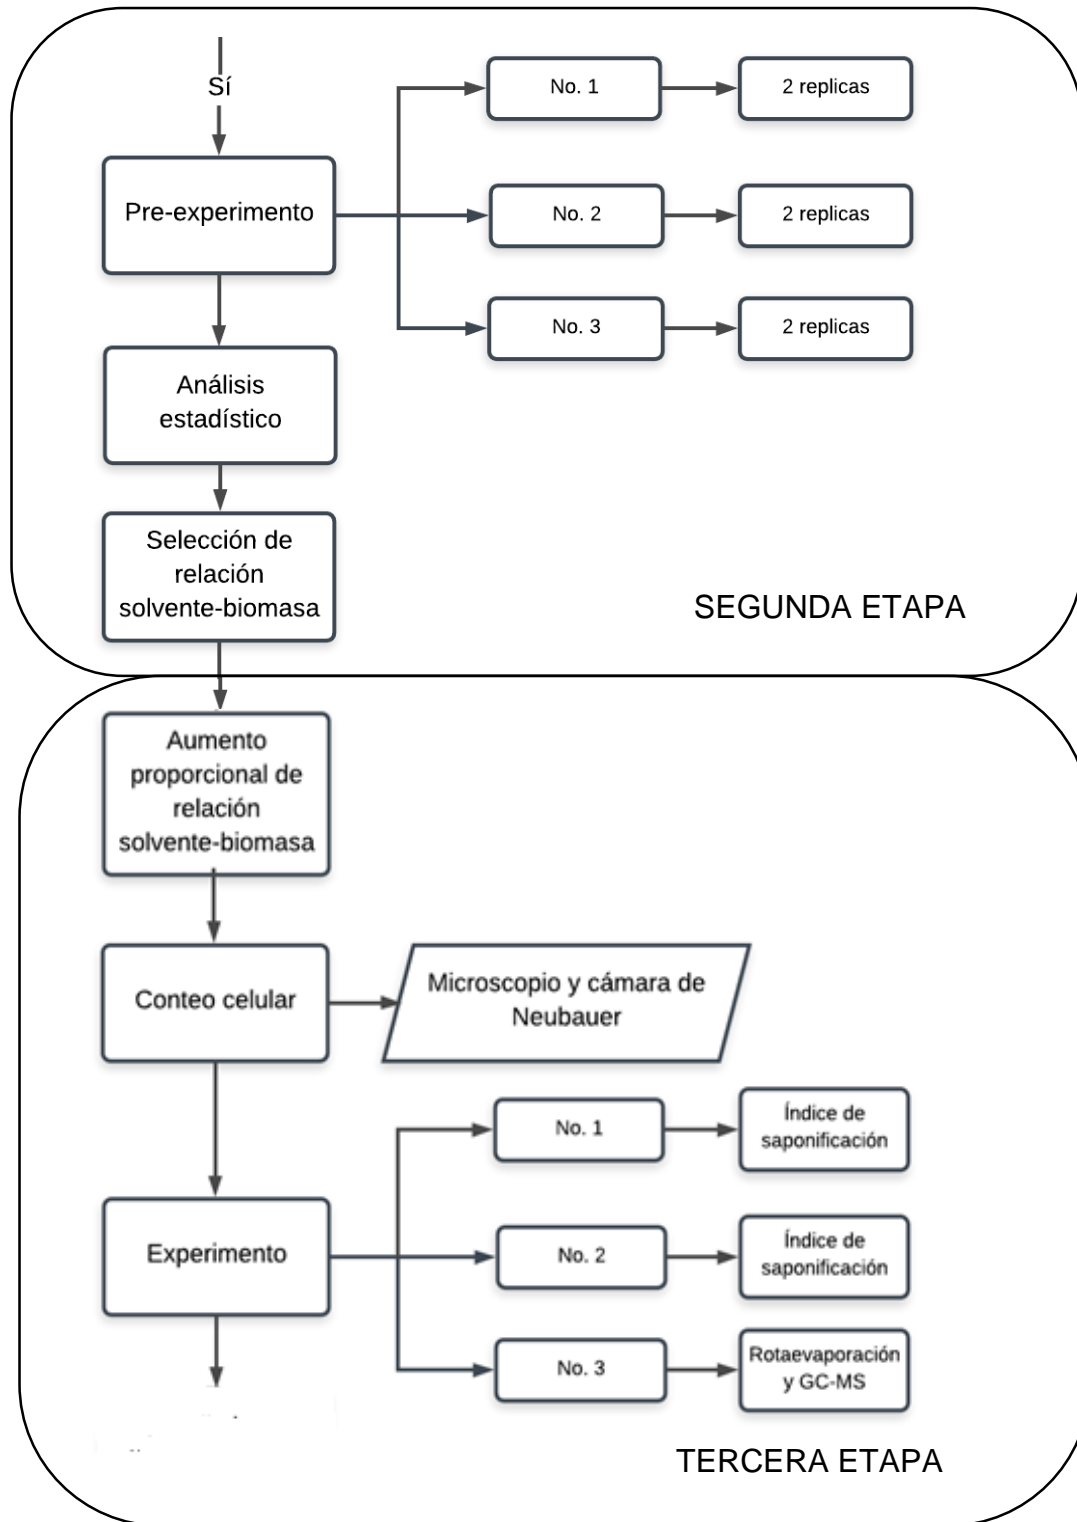 Sí
Pre-experimento
No. 1
2 replicas
No. 2
2 replicas
No. 3
2 replicas
Análisis
estadístico
Selección de
relación
solvente-biomasa
SEGUNDA ETAPA
Aumento
proporcional de
relación
solvente-biomasa
Conteo celular
Microscopio y cámara de
Neubauer
Experimento
No. 1
Índice de
saponificación
No. 2
Índice de
saponificación
No. 3
Rotaevaporación
y GC-MS
TERCERA ETAPA